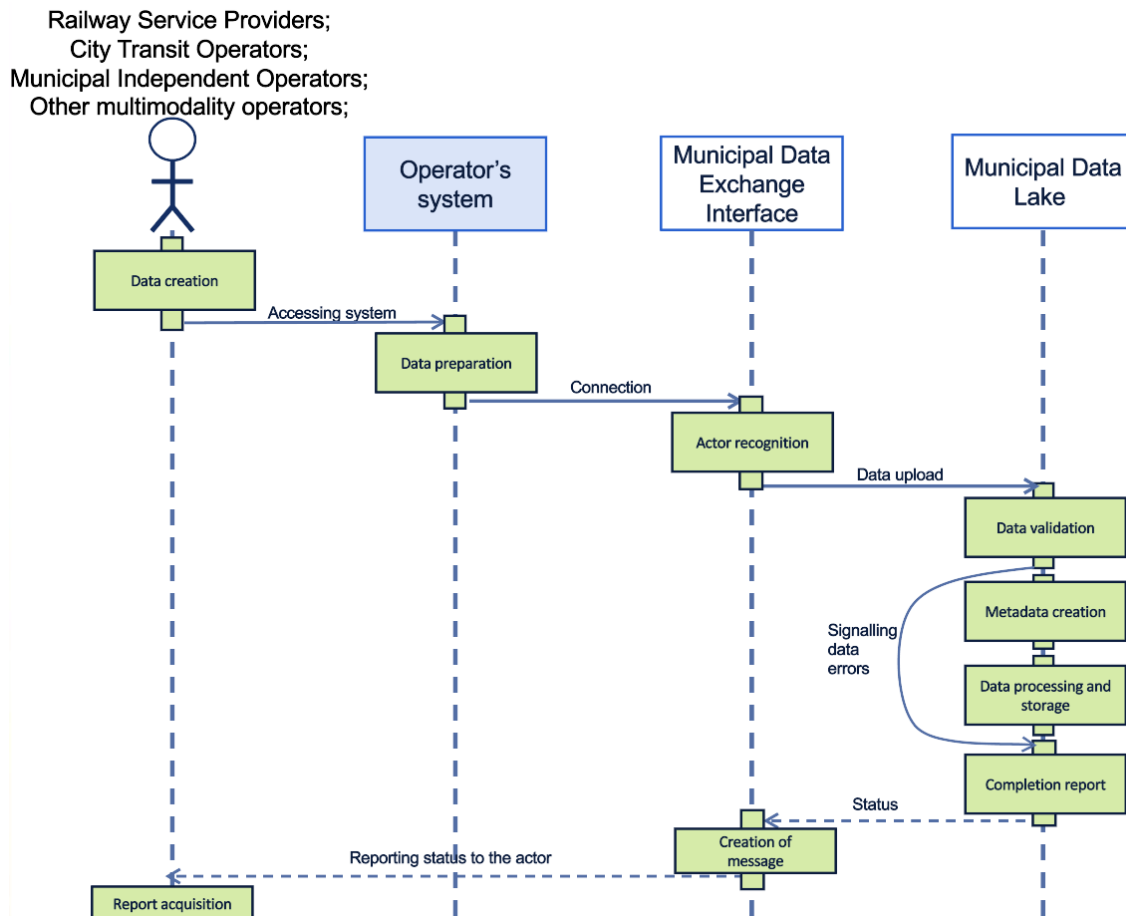 Railway Service Providers;
City Transit Operators;
Municipal Independent Operators;
Other multimodality operators;
Operator's
system
Municipal Data
Exchange
Interface
Municipal Data
Lake
Data creation
Accessing system
Data preparation
Connection
Actor recognition
Data upload
Data validation
Metadata creation
Signalling
data
errors
Data processing and
storage
Completion report
Status
Creation of
message
Reporting status to the actor
Report acquisition